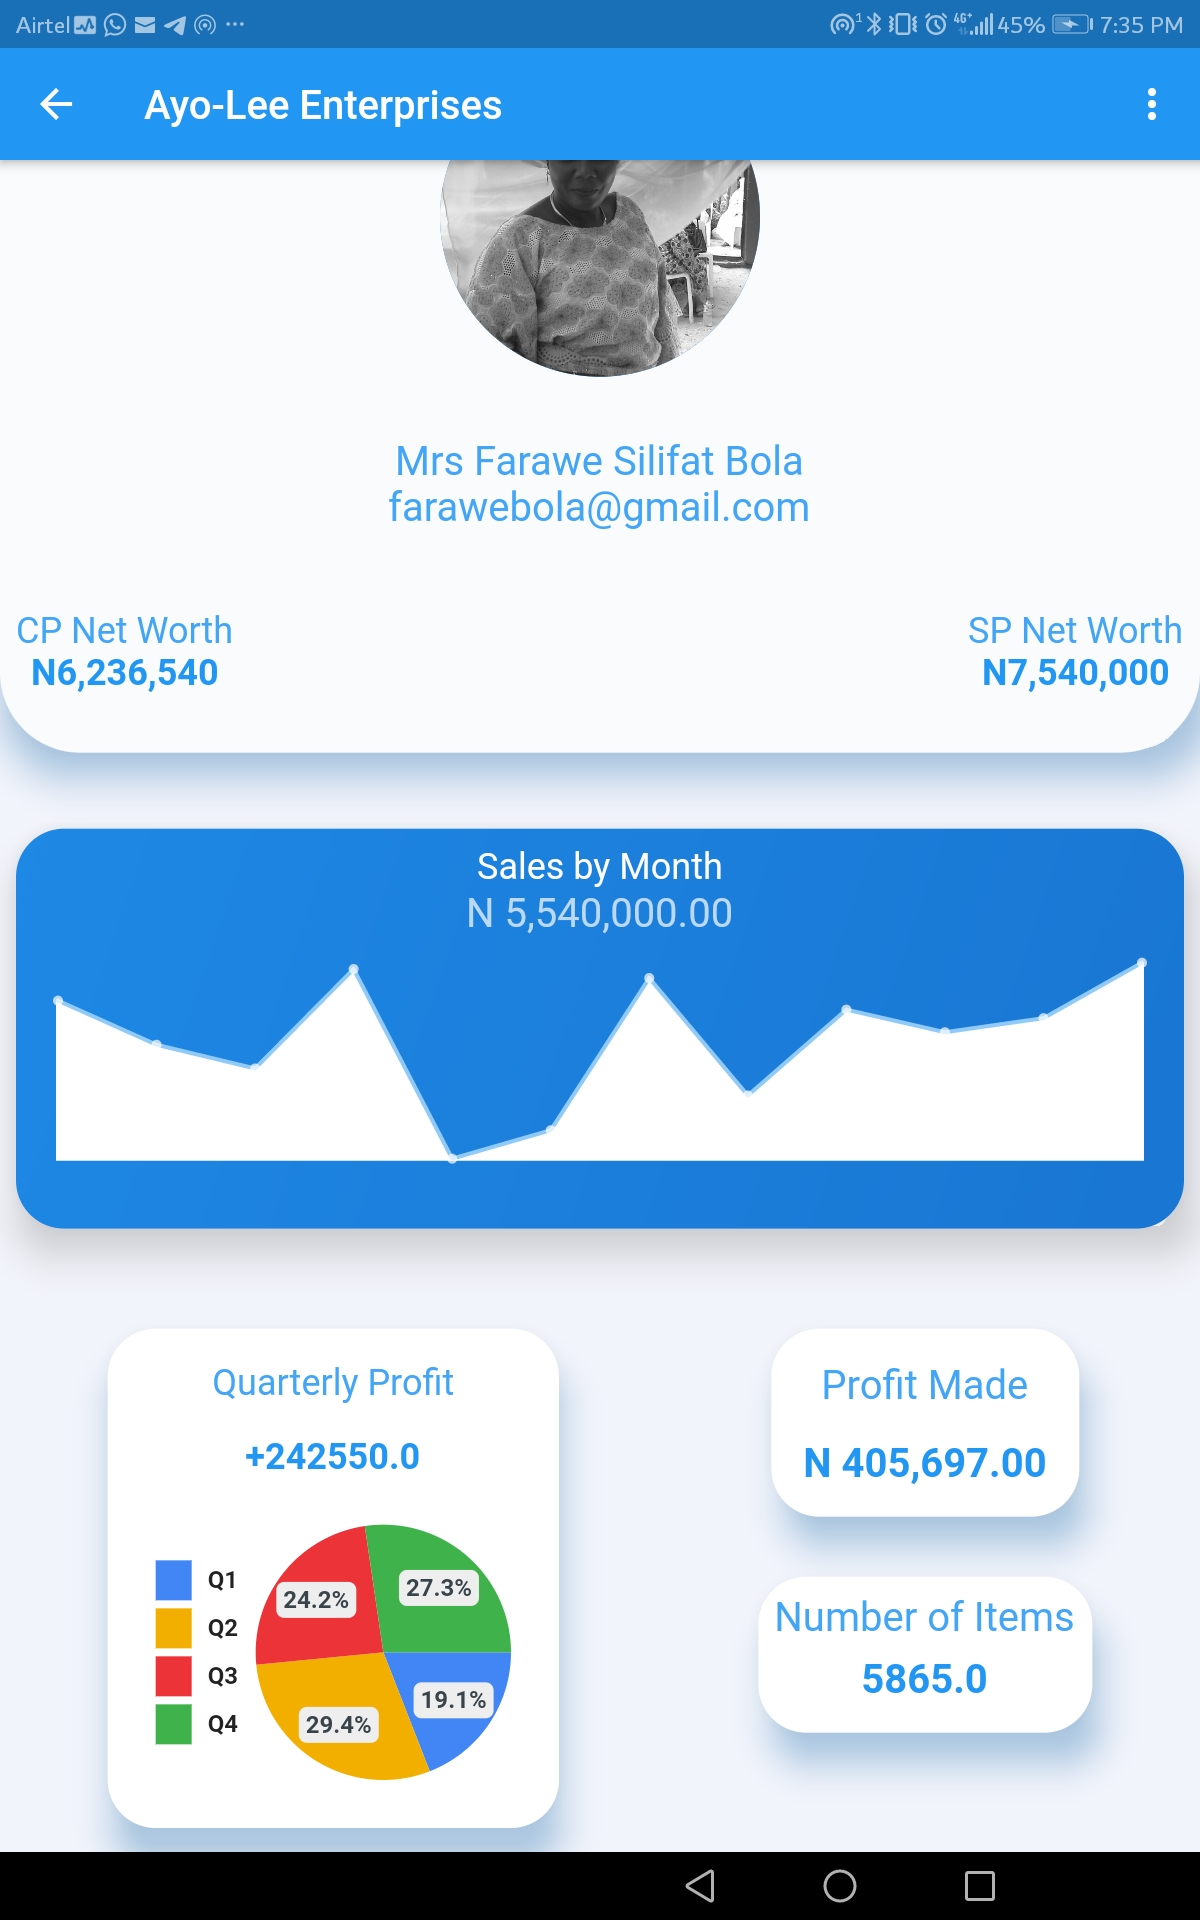 Airtel 1 4G+ 45% 7:35 PM
Ayo-Lee Enterprises
Mrs Farawe Silifat Bola
farawebola@gmail.com
CP Net Worth
N6,236,540
SP Net Worth
N7,540,000
Sales by Month
N 5,540,000.00
Quarterly Profit
+242550.0
Q1
Q2
Q3
Q4
24.2%
27.3%
19.1%
29.4%
Profit Made
N 405,697.00
Number of Items
5865.0